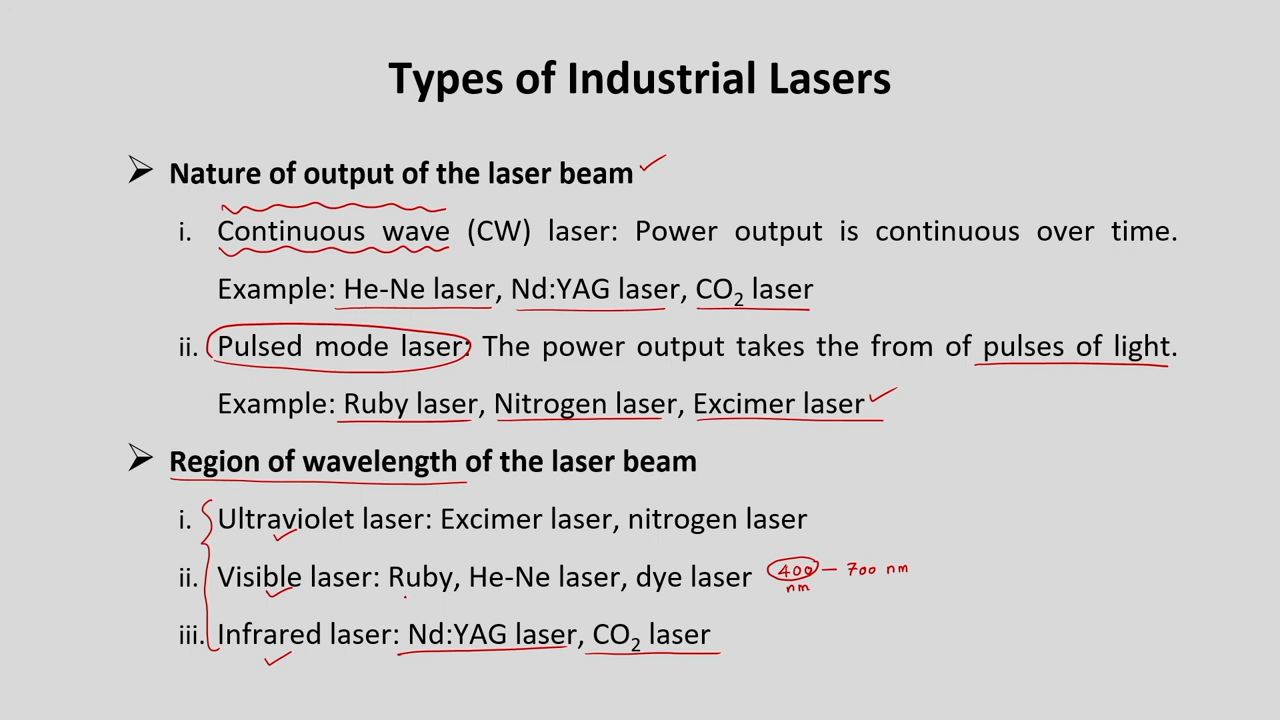 Types of Industrial Lasers
➢ Nature of output of the laser beam
i. Continuous wave (CW) laser: Power output is continuous over time.
Example: He-Ne laser, Nd:YAG laser, CO₂ laser
ii. Pulsed mode laser: The power output takes the from of pulses of light.
Example: Ruby laser, Nitrogen laser, Excimer laser
➢ Region of wavelength of the laser beam
i. Ultraviolet laser: Excimer laser, nitrogen laser
ii. Visible laser: Ruby, He-Ne laser, dye laser 400 – 700 nm
nm
iii. Infrared laser: Nd:YAG laser, CO₂ laser